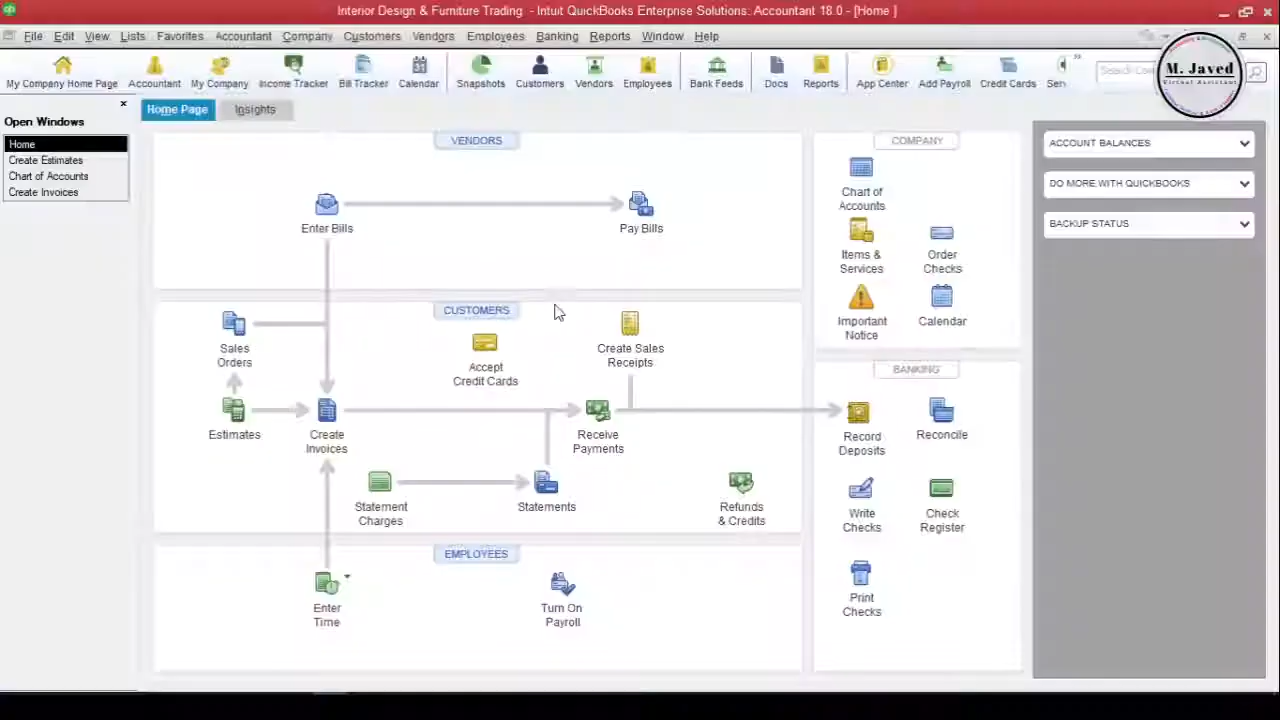 Interior Design & Furniture Trading - Intuit QuickBooks Enterprise Solutions: Accountant 18.0 - [Home ]
File Edit View Lists Favorites Accountant Company Customers Vendors Employees Banking Reports Window Help
My Company Home Page Accountant My Company Income Tracker Bill Tracker Calendar Snapshots Customers Vendors Employees Bank Feeds Docs Reports App Center Add Payroll Credit Cards Serv
M. Javed
Virtual Assistant
Home Page Insights
Open Windows
Home
Create Estimates
Chart of Accounts
Create Invoices
VENDORS
Enter Bills
Pay Bills
CUSTOMERS
Sales
Orders
Accept
Credit Cards
Create Sales
Receipts
Estimates
Create
Invoices
Receive
Payments
Statement
Charges
Statements
Refunds
& Credits
EMPLOYEES
Enter
Time
Turn On
Payroll
COMPANY
Chart of
Accounts
Items &
Services
Order
Checks
Important
Notice
Calendar
BANKING
Record
Deposits
Reconcile
Write
Checks
Check
Register
Print
Checks
ACCOUNT BALANCES
DO MORE WITH QUICKBOOKS
BACKUP STATUS